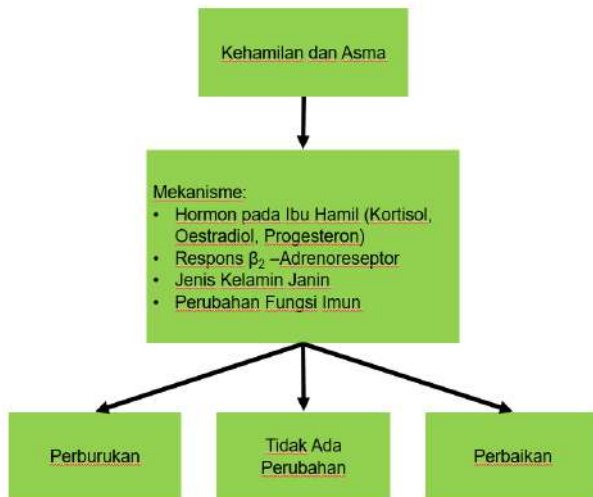 Kehamilan dan Asma
Mekanisme:
• Hormon pada Ibu Hamil (Kortisol,
Oestradiol, Progesteron)
• Respons β₂ –Adrenoreseptor
• Jenis Kelamin Janin
• Perubahan Fungsi Imun
Perburukan
Tidak Ada
Perubahan
Perbaikan